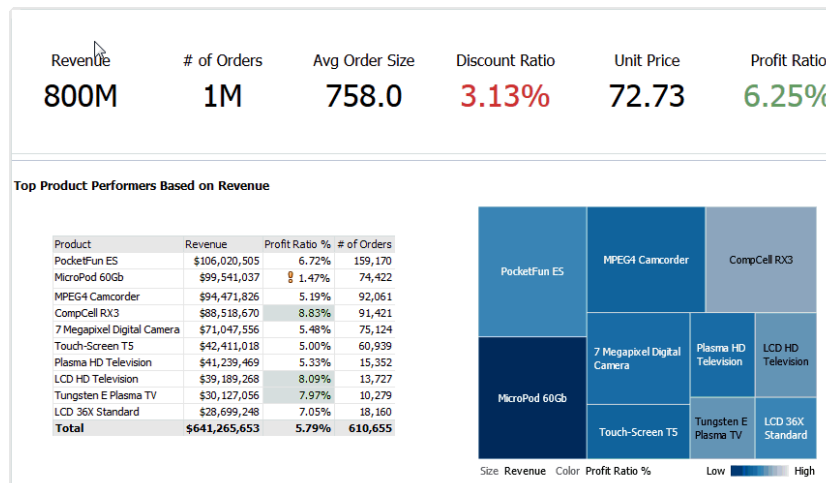 Revenue # of Orders Avg Order Size Discount Ratio Unit Price Profit Ratio
800M 1M 758.0 3.13% 72.73 6.25%
Top Product Performers Based on Revenue
Product Revenue Profit Ratio % # of Orders
PocketFun ES $106,020,505 6.72% 159,170
MicroPod 60Gb $99,541,037 1.47% 74,422
MPEG4 Camcorder $94,471,826 5.19% 92,061
CompCell RX3 $88,518,670 8.83% 91,421
7 Megapixel Digital Camera $71,047,556 5.48% 75,124
Touch-Screen T5 $42,411,018 5.00% 60,939
Plasma HD Television $41,239,469 5.33% 15,352
LCD HD Television $39,189,268 8.09% 13,727
Tungsten E Plasma TV $30,127,056 7.97% 10,279
LCD 36X Standard $28,699,248 7.05% 18,160
Total $641,265,653 5.79% 610,655
PocketFun ES
MPEG4 Camcorder
CompCell RX3
MicroPod 60Gb
7 Megapixel Digital
Camera
Plasma HD
Television
LCD HD
Television
Touch-Screen T5
Tungsten E
Plasma TV
LCD 36X
Standard
Size Revenue Color Profit Ratio % Low High